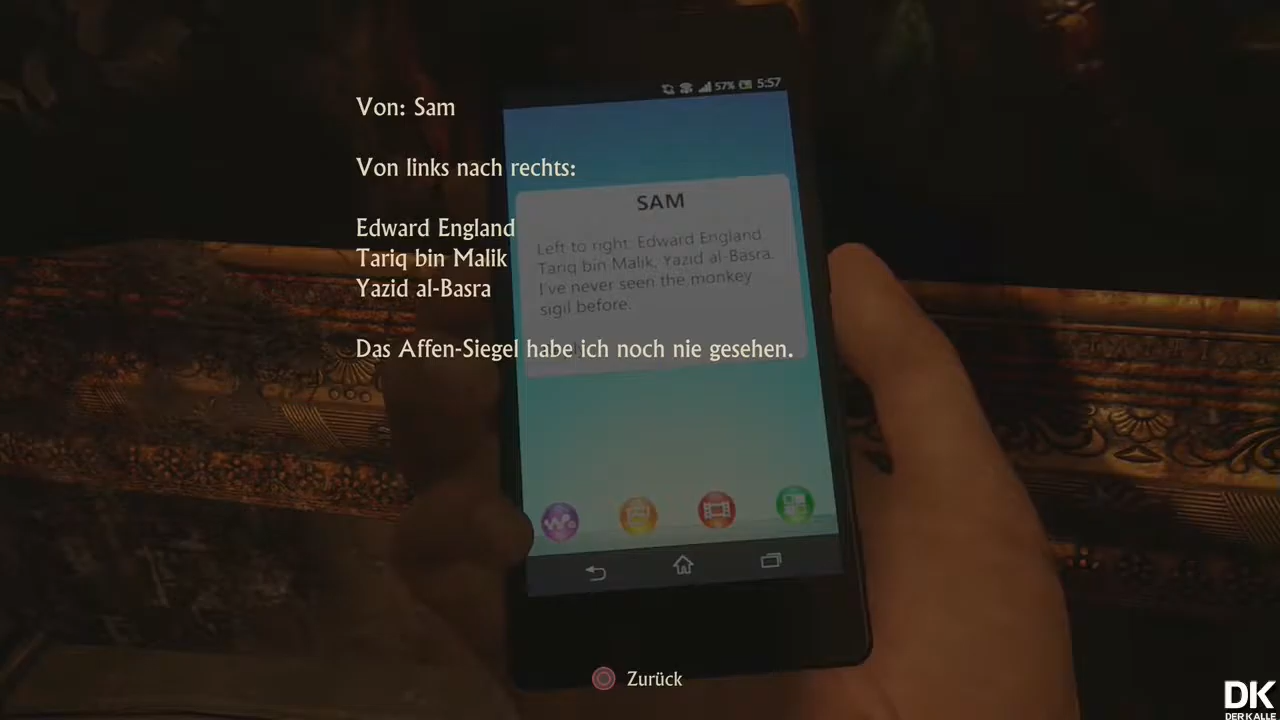 57% 5:57
Von: Sam
Von links nach rechts:
Edward England
Tariq bin Malik
Yazid al-Basra
Das Affen-Siegel habe ich noch nie gesehen.
SAM
Left to right: Edward England
Tariq bin Malik, Yazid al-Basra.
I've never seen the monkey
sigil before.
Zurück
DK
DERKALLE